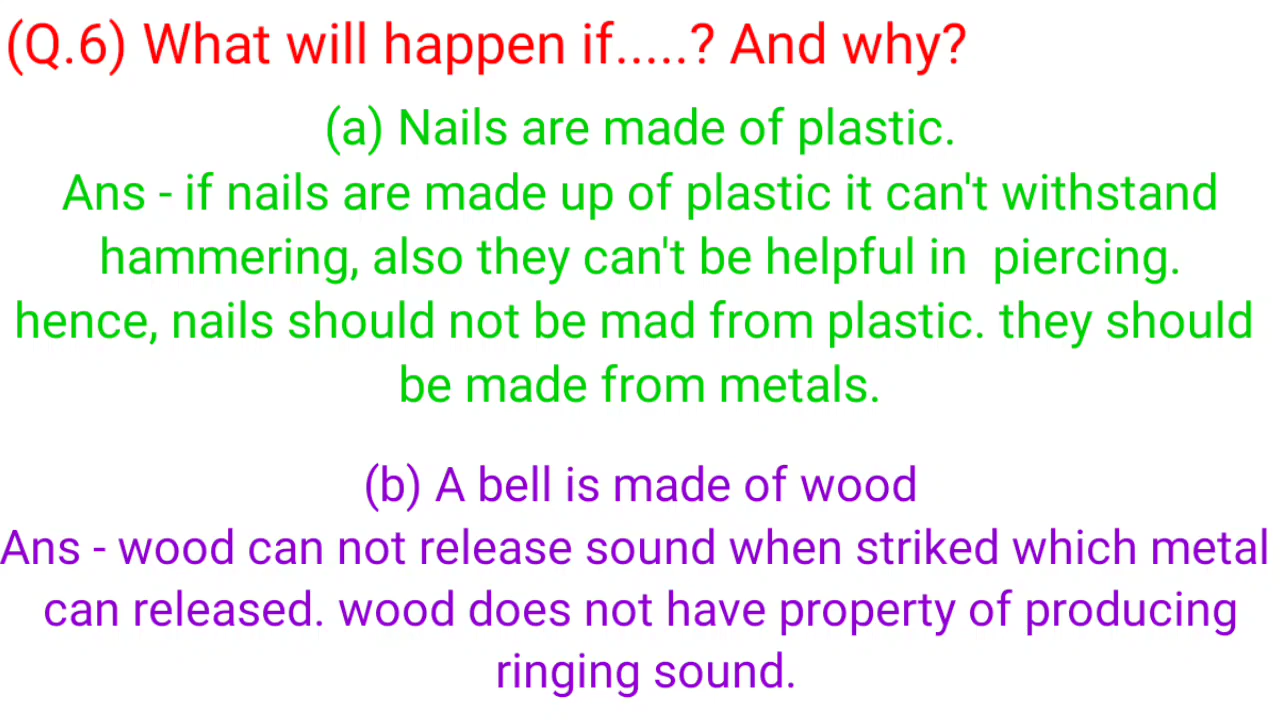 (Q.6) What will happen if.....? And why?
(a) Nails are made of plastic.
Ans - if nails are made up of plastic it can't withstand
hammering, also they can't be helpful in  piercing.
hence, nails should not be mad from plastic. they should
be made from metals.
(b) A bell is made of wood
Ans - wood can not release sound when striked which metal
can released. wood does not have property of producing
ringing sound.